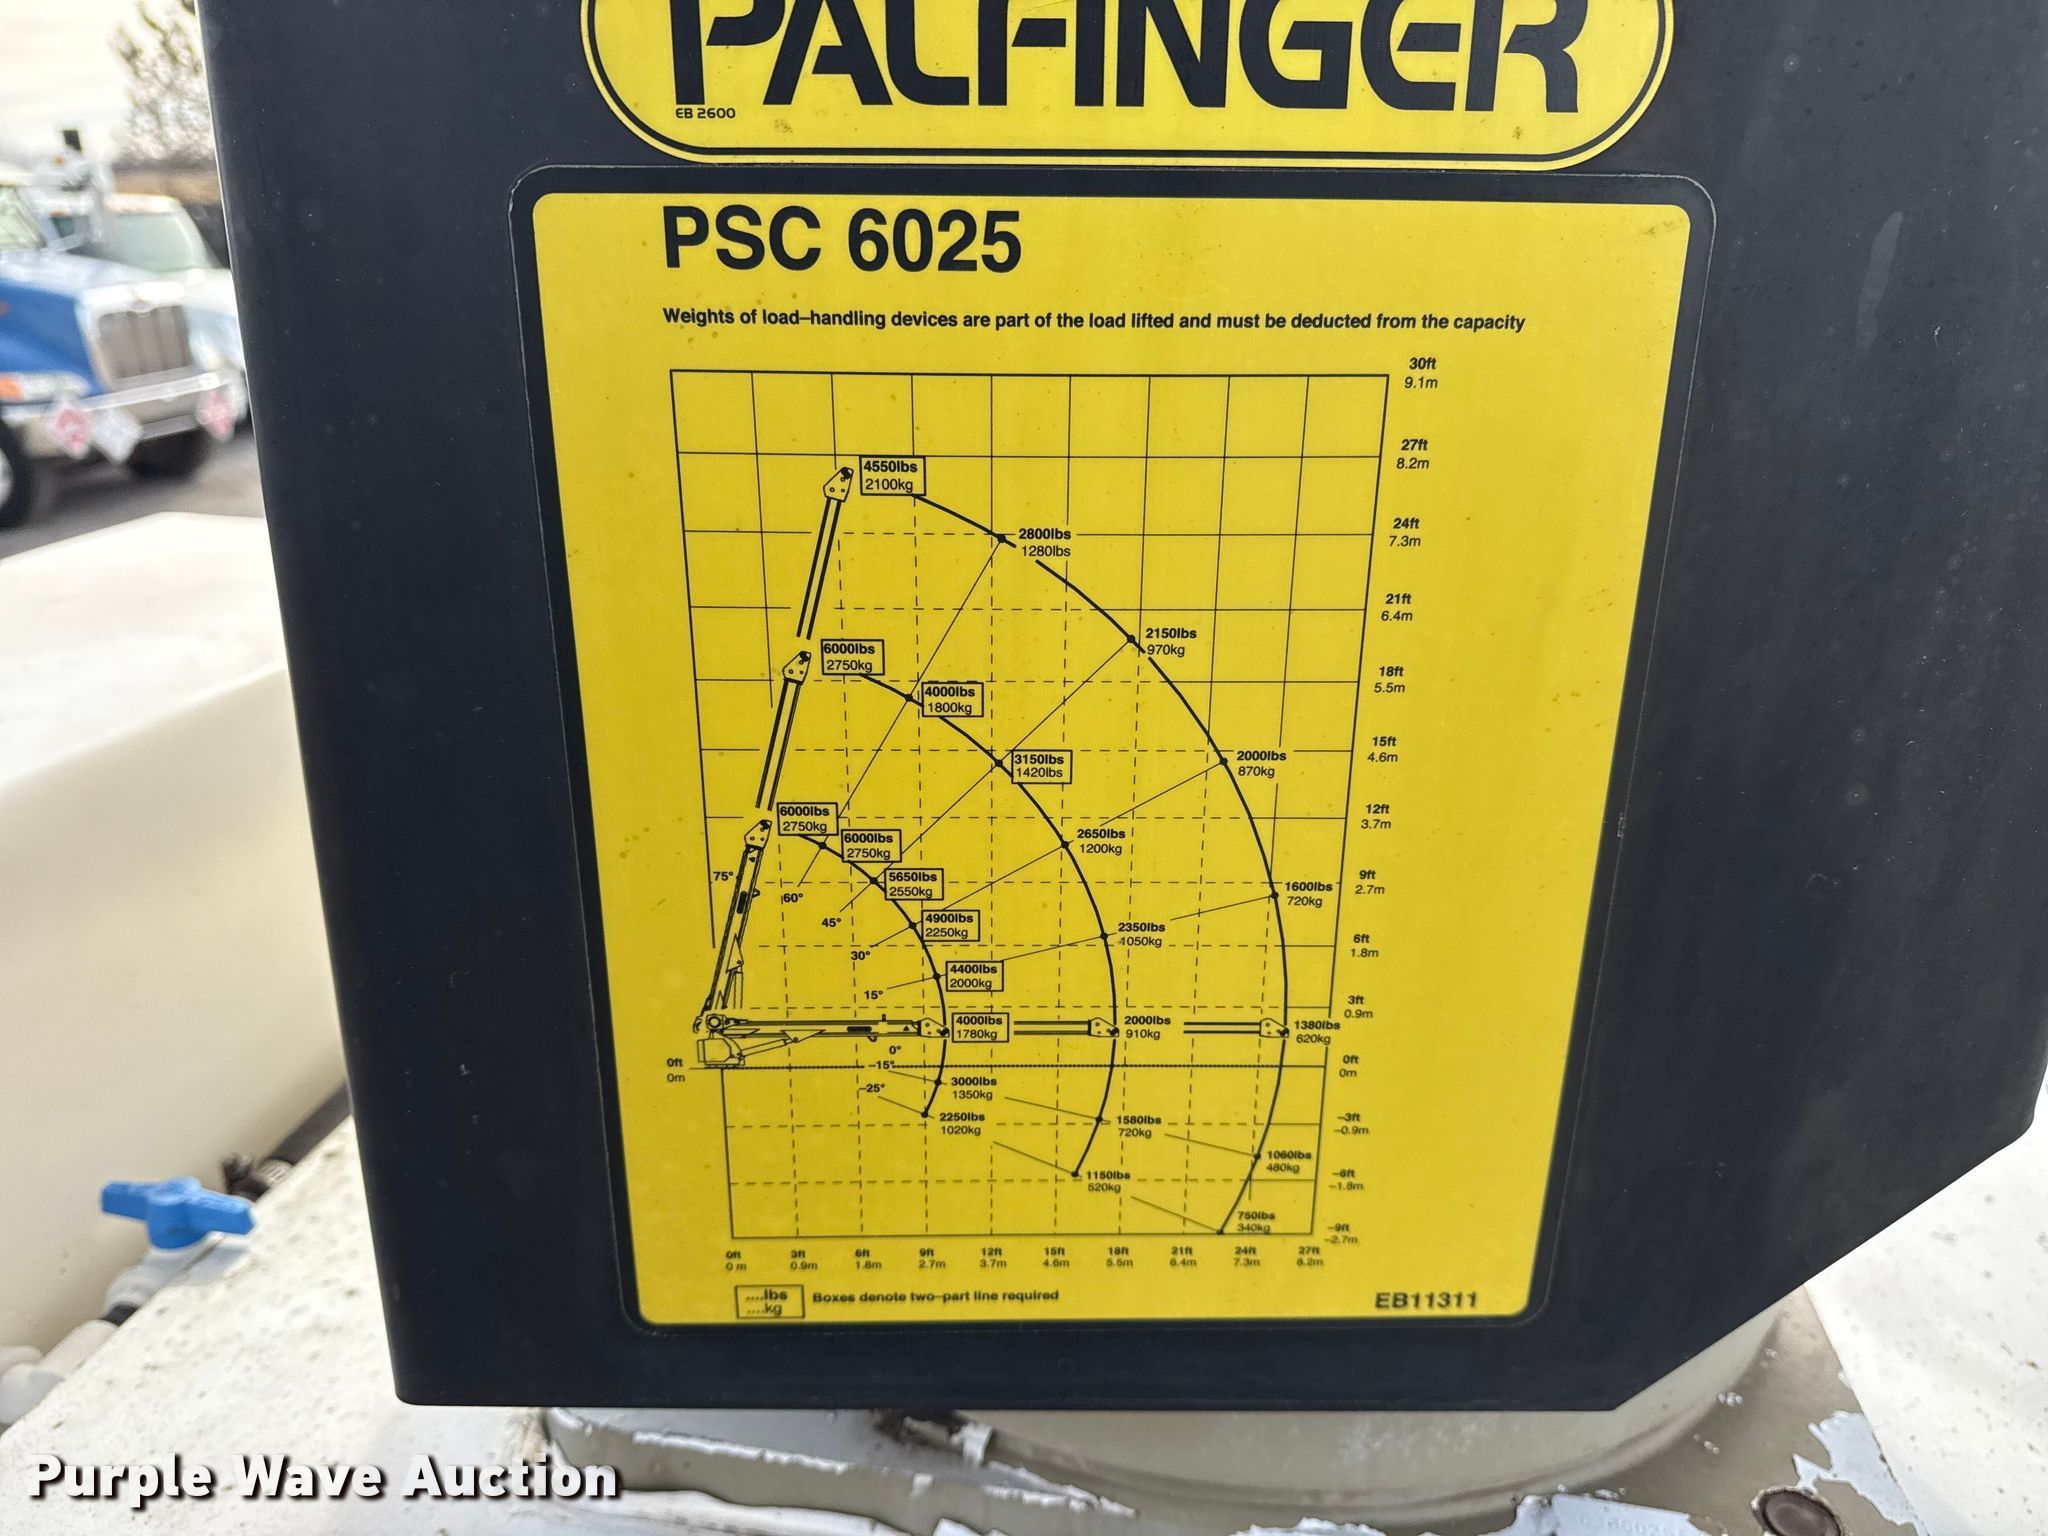 PALFINGER
EB 2600
PSC 6025
Weights of load–handling devices are part of the load lifted and must be deducted from the capacity
30ft
9.1m
27ft
8.2m
4550lbs
2100kg
24ft
7.3m
2800lbs
1280lbs
21ft
6.4m
2150lbs
970kg
6000lbs
2750kg
18ft
5.5m
4000lbs
1800kg
15ft
4.6m
2000lbs
870kg
3150lbs
1420lbs
12ft
3.7m
6000lbs
2750kg
6000lbs
2750kg
2650lbs
1200kg
75°
60°
5650lbs
2550kg
9ft
2.7m
1600lbs
720kg
45°
4900lbs
2250kg
2350lbs
1050kg
6ft
1.8m
30°
4400lbs
2000kg
15°
3ft
0.9m
4000lbs
1780kg
2000lbs
910kg
1380lbs
620kg
0°
0ft
0m
0ft
0m
–15°
–25°
3000lbs
1350kg
2250lbs
1020kg
1580lbs
720kg
–3ft
–0.9m
1060lbs
480kg
1150lbs
520kg
–6ft
–1.8m
750lbs
340kg
–9ft
–2.7m
0ft 3ft 6ft 9ft 12ft 15ft 18ft 21ft 24ft 27ft
0 m 0.9m 1.8m 2.7m 3.7m 4.6m 5.5m 6.4m 7.3m 8.2m
....lbs
....kg
Boxes denote two–part line required
EB11311
Purple Wave Auction